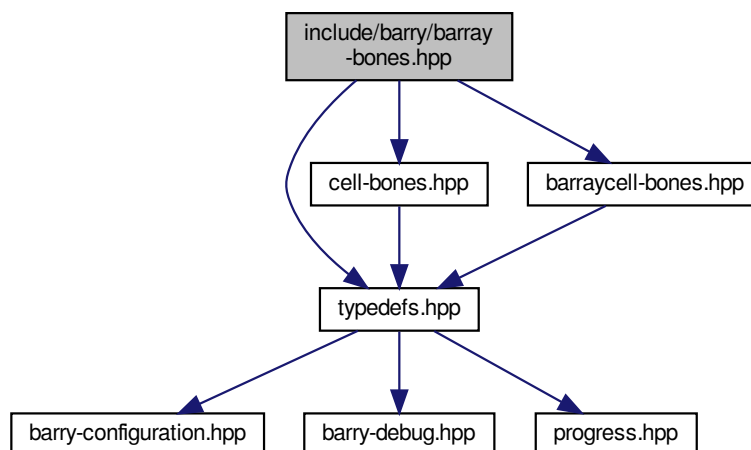 include/barry/barray
-bones.hpp
cell-bones.hpp
barraycell-bones.hpp
typedefs.hpp
barry-configuration.hpp
barry-debug.hpp
progress.hpp